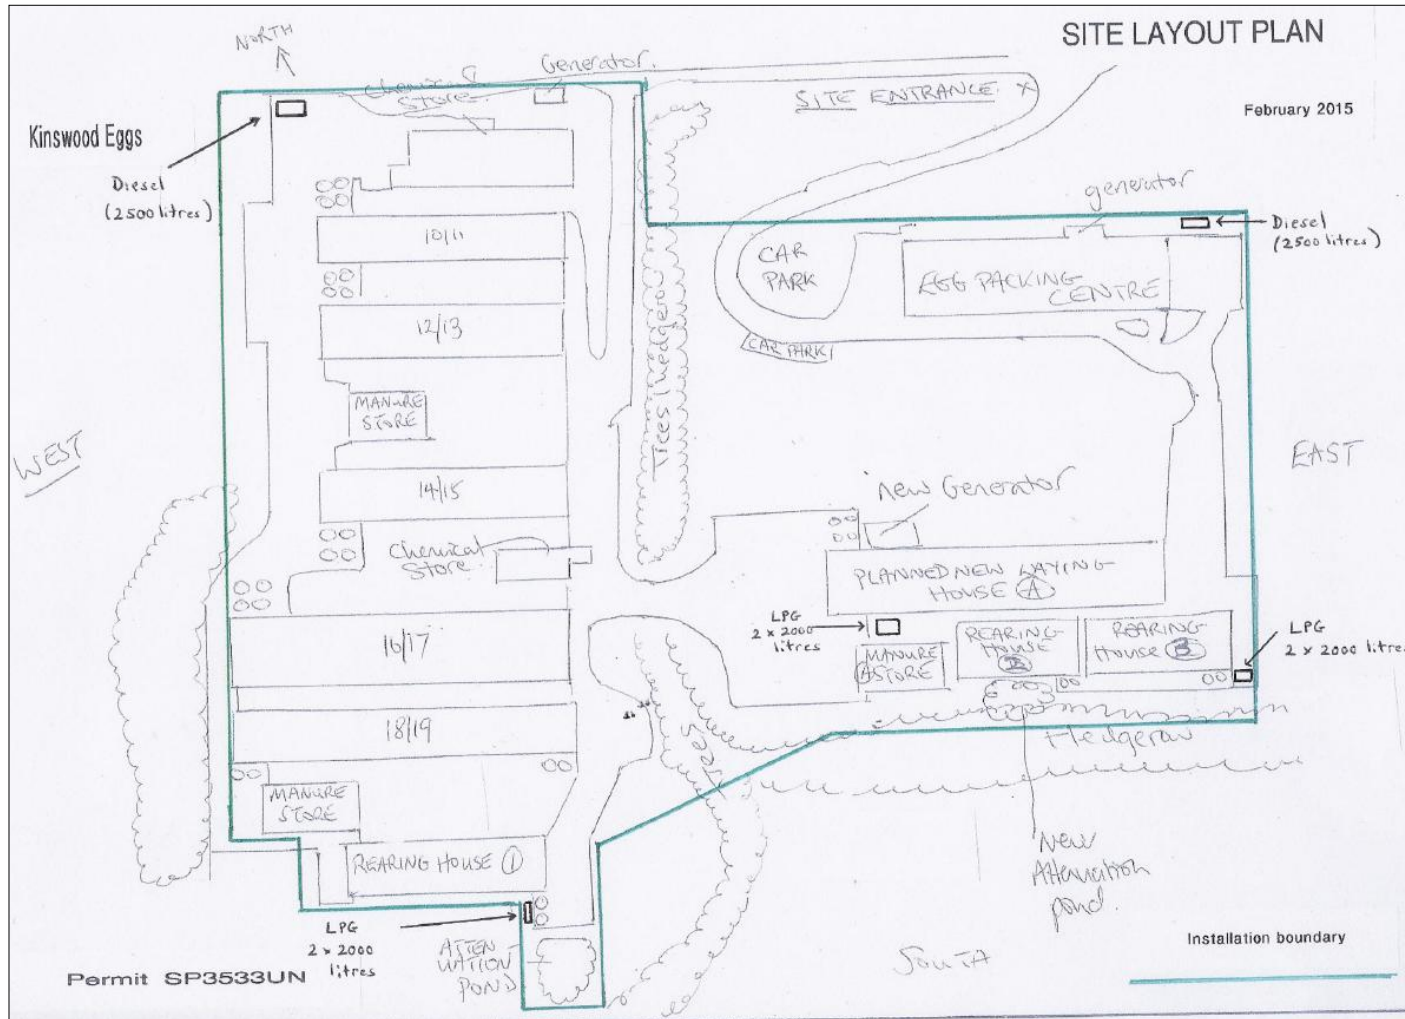 SITE LAYOUT PLAN
NORTH
Generator.
Chemical
Store
SITE ENTRANCE X
February 2015
Kinswood Eggs
Diesel
(2500 litres)
generator
Diesel
(2500 litres)
10/11
CAR
PARK
EGG PACKING
CENTRE
12/13
CAR PARK
Trees / Hedgerow
MANURE
STORE
WEST
EAST
14/15
New Generator
Chemical
Store
PLANNED NEW LAYING
HOUSE A
LPG
2 x 2000
litres
16/17
REARING
HOUSE
REARING
HOUSE B
LPG
2 x 2000 litres
MANURE
STORE
18/19
Trees
Hedgerow
MANURE
STORE
REARING HOUSE 1
New
Attenuation
pond.
LPG
2 x 2000
litres
ATTEN
UATION
POND
SOUTH
Installation boundary
Permit SP3533UN